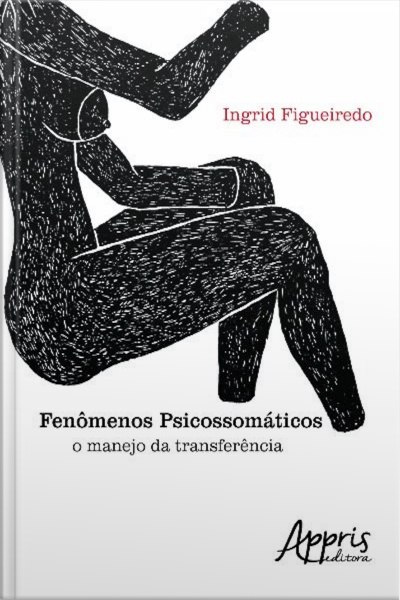 Ingrid Figueiredo
Fenômenos Psicossomáticos
o manejo da transferência
Appris
editora